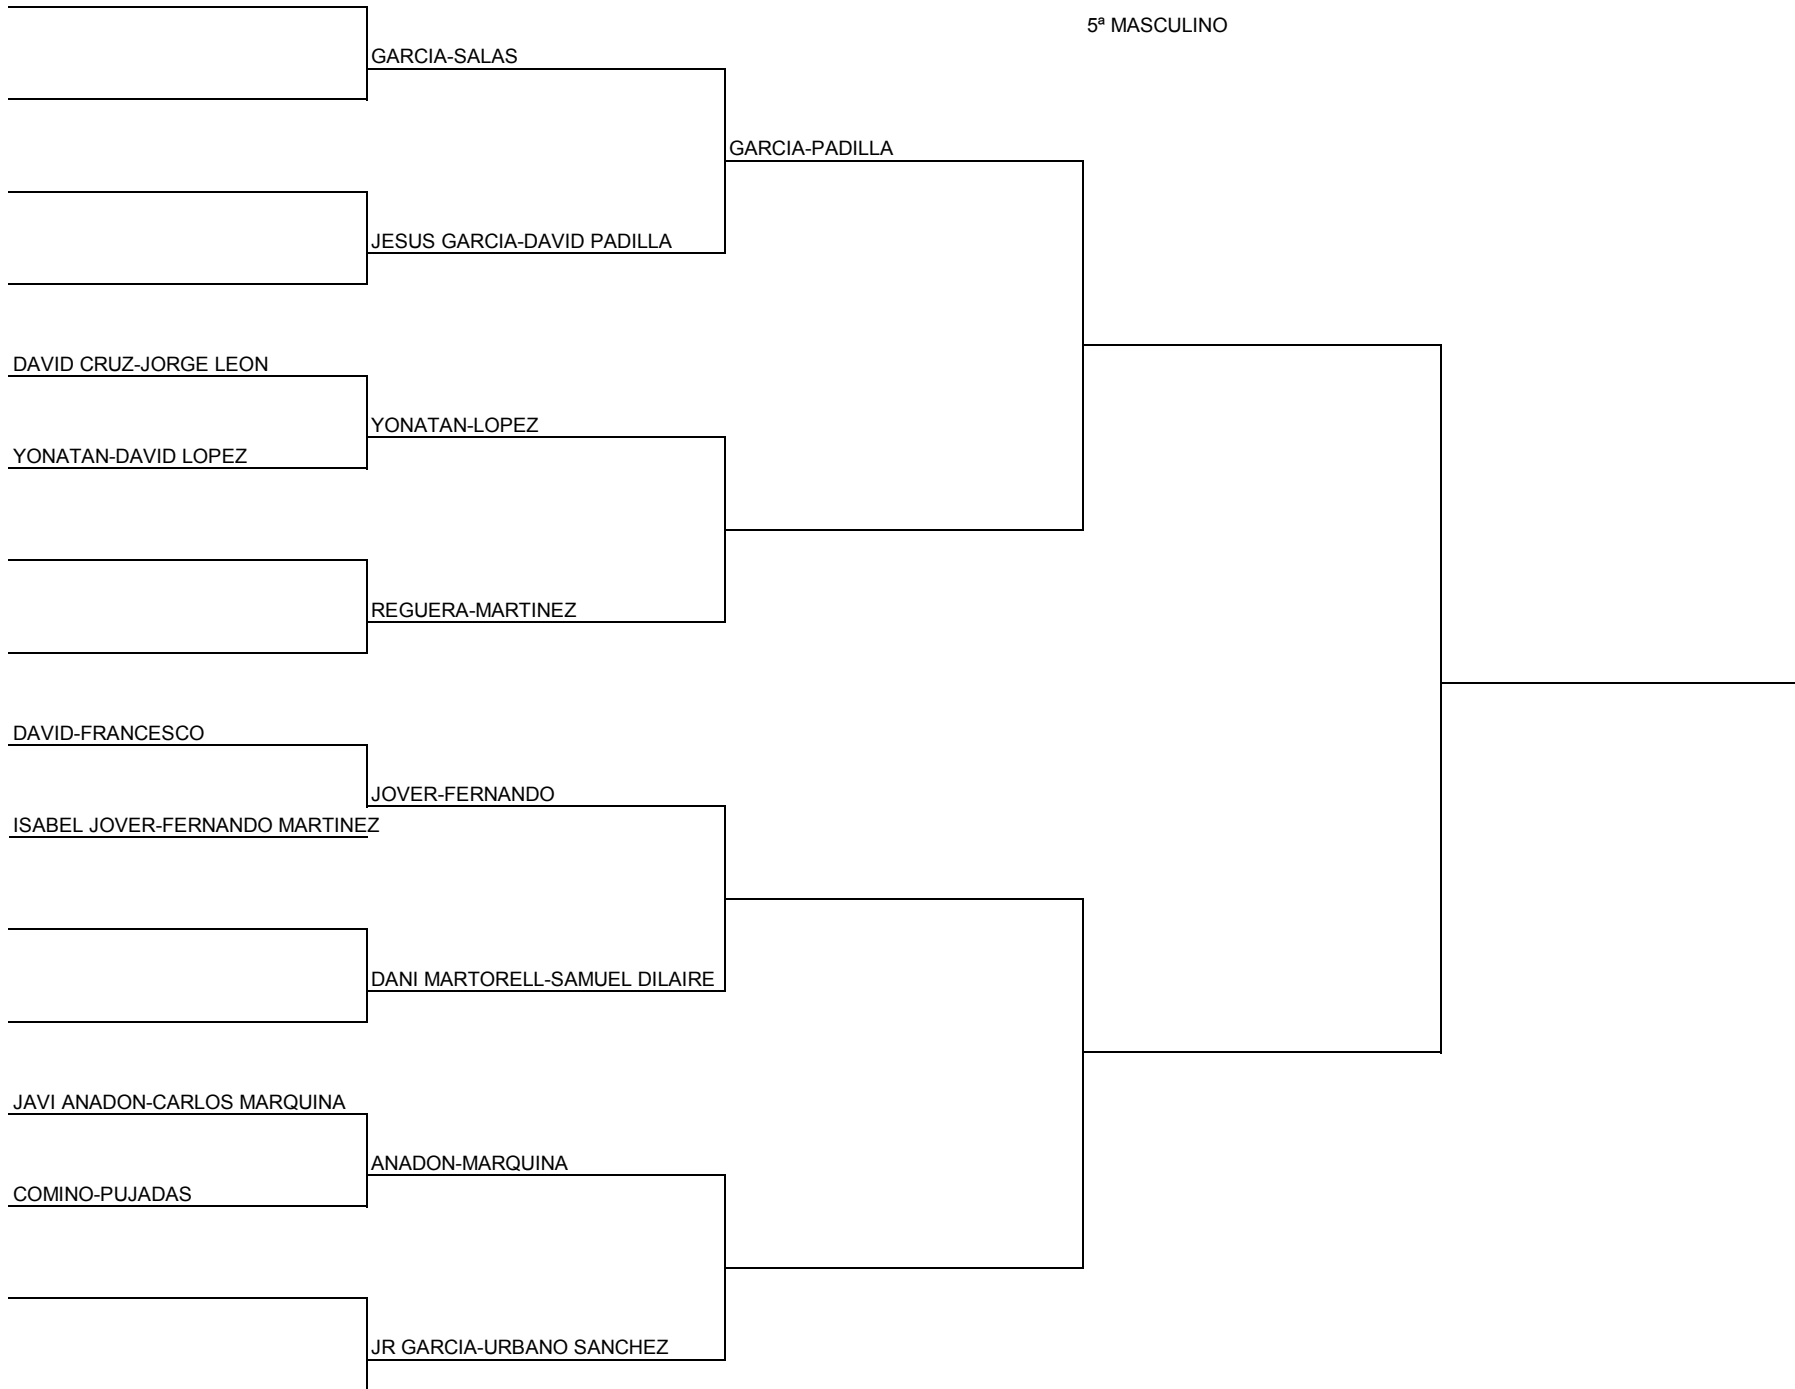 5ª MASCULINO
GARCIA-SALAS
GARCIA-PADILLA
JESUS GARCIA-DAVID PADILLA
DAVID CRUZ-JORGE LEON
YONATAN-LOPEZ
YONATAN-DAVID LOPEZ
REGUERA-MARTINEZ
DAVID-FRANCESCO
JOVER-FERNANDO
ISABEL JOVER-FERNANDO MARTINEZ
DANI MARTORELL-SAMUEL DILAIRE
JAVI ANADON-CARLOS MARQUINA
ANADON-MARQUINA
COMINO-PUJADAS
JR GARCIA-URBANO SANCHEZ